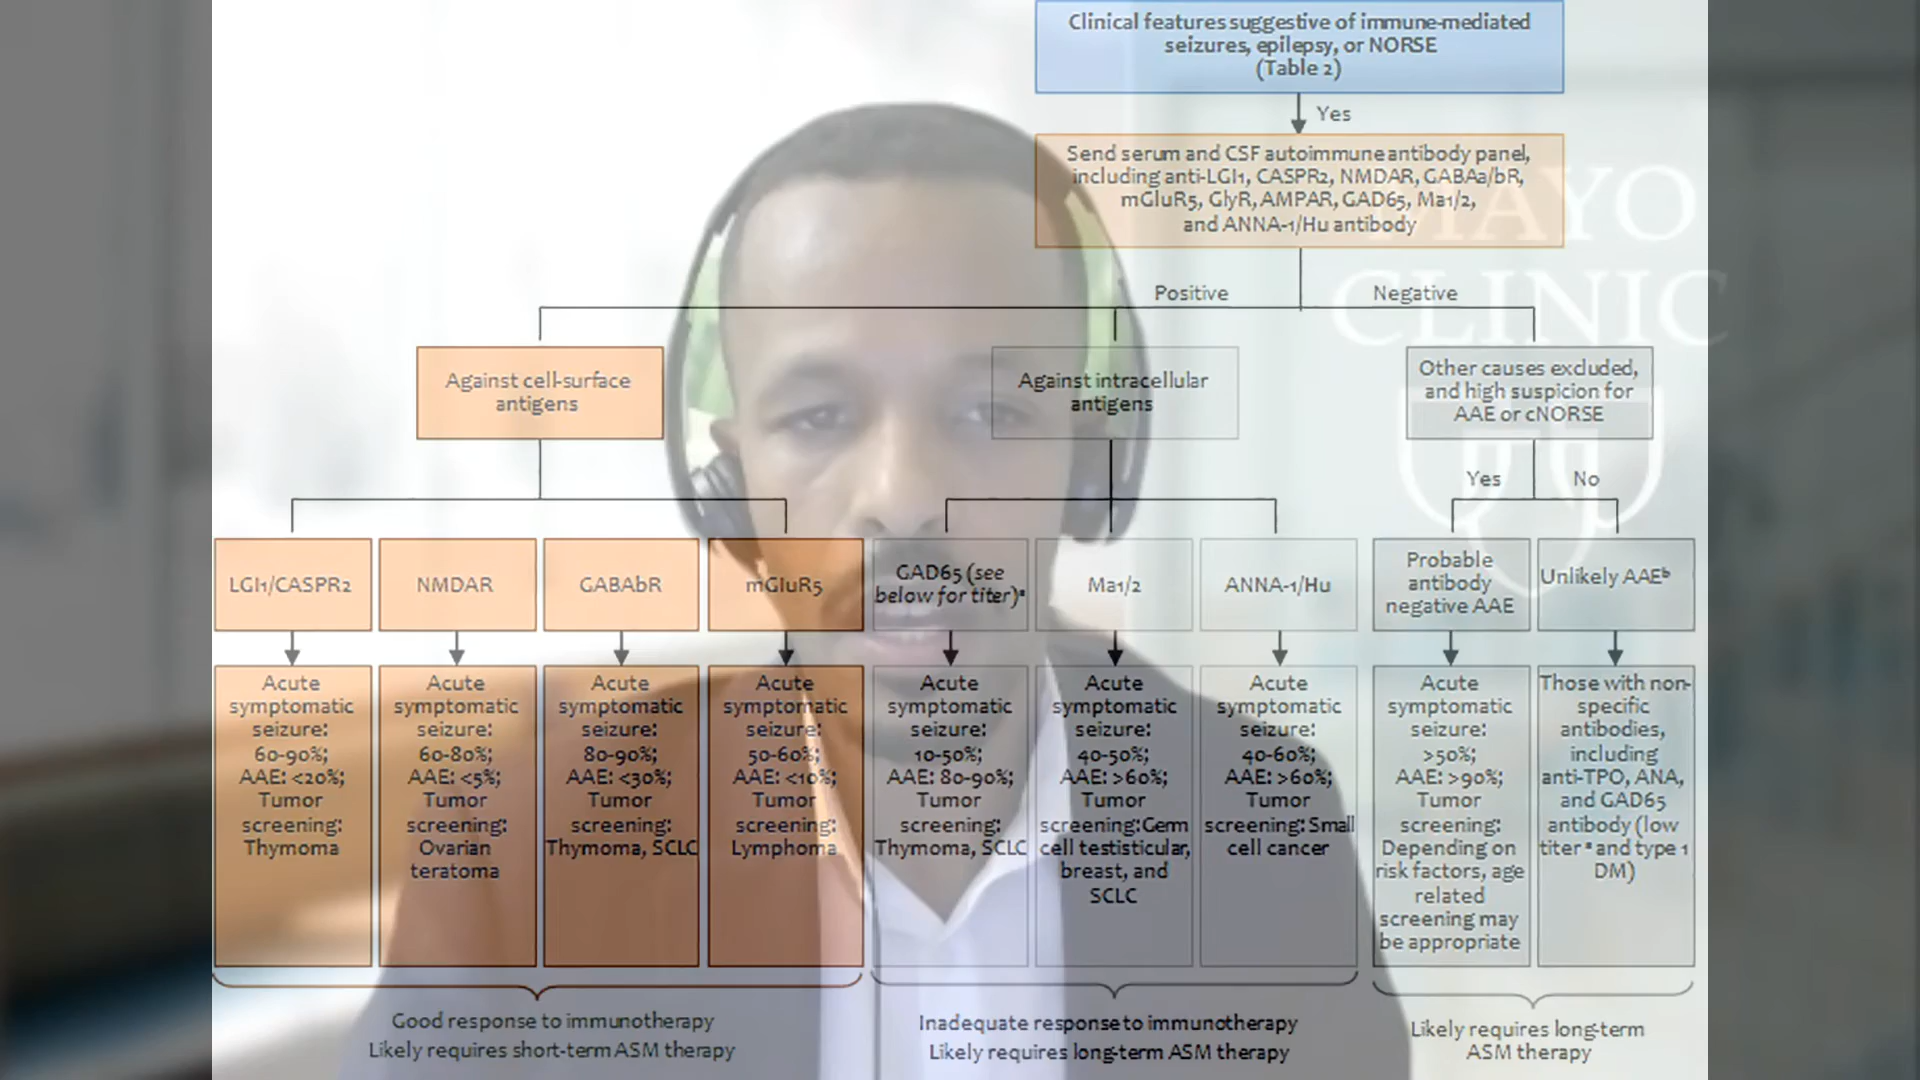 Clinical features suggestive of immune-mediated
seizures, epilepsy, or NORSE
(Table 2)
Yes
Send serum and CSF autoimmune antibody panel,
including anti-LGI1, CASPR2, NMDAR, GABAa/bR,
mGluR5, GlyR, AMPAR, GAD65, Ma1/2,
and ANNA-1/Hu antibody
MAYO
CLINIC
Positive
Negative
Against cell-surface
antigens
Against intracellular
antigens
Other causes excluded,
and high suspicion for
AAE or cNORSE
Yes
No
LGI1/CASPR2
NMDAR
GABAbR
mGluR5
GAD65 (see
below for titer)ª
Ma1/2
ANNA-1/Hu
Probable
antibody
negative AAE
Unlikely AAEᵇ
Acute
symptomatic
seizure:
60-90%;
AAE: <20%;
Tumor
screening:
Thymoma
Acute
symptomatic
seizure:
60-80%;
AAE: <5%;
Tumor
screening:
Ovarian
teratoma
Acute
symptomatic
seizure:
80-90%;
AAE: <30%;
Tumor
screening:
Thymoma, SCLC
Acute
symptomatic
seizure:
50-60%;
AAE: <10%;
Tumor
screening:
Lymphoma
Acute
symptomatic
seizure:
10-50%;
AAE: 80-90%;
Tumor
screening:
Thymoma, SCLC
Acute
symptomatic
seizure:
40-50%;
AAE: >60%;
Tumor
screening:Germ
cell testisticular,
breast, and
SCLC
Acute
symptomatic
seizure:
40-60%;
AAE: >60%;
Tumor
screening: Small
cell cancer
Acute
symptomatic
seizure:
>50%;
AAE: >90%;
Tumor
screening:
Depending on
risk factors, age
related
screening may
be appropriate
Those with non-
specific
antibodies,
including
anti-TPO, ANA,
and GAD65
antibody (low
titer ª and type 1
DM)
Good response to immunotherapy
Likely requires short-term ASM therapy
Inadequate response to immunotherapy
Likely requires long-term ASM therapy
Likely requires long-term
ASM therapy